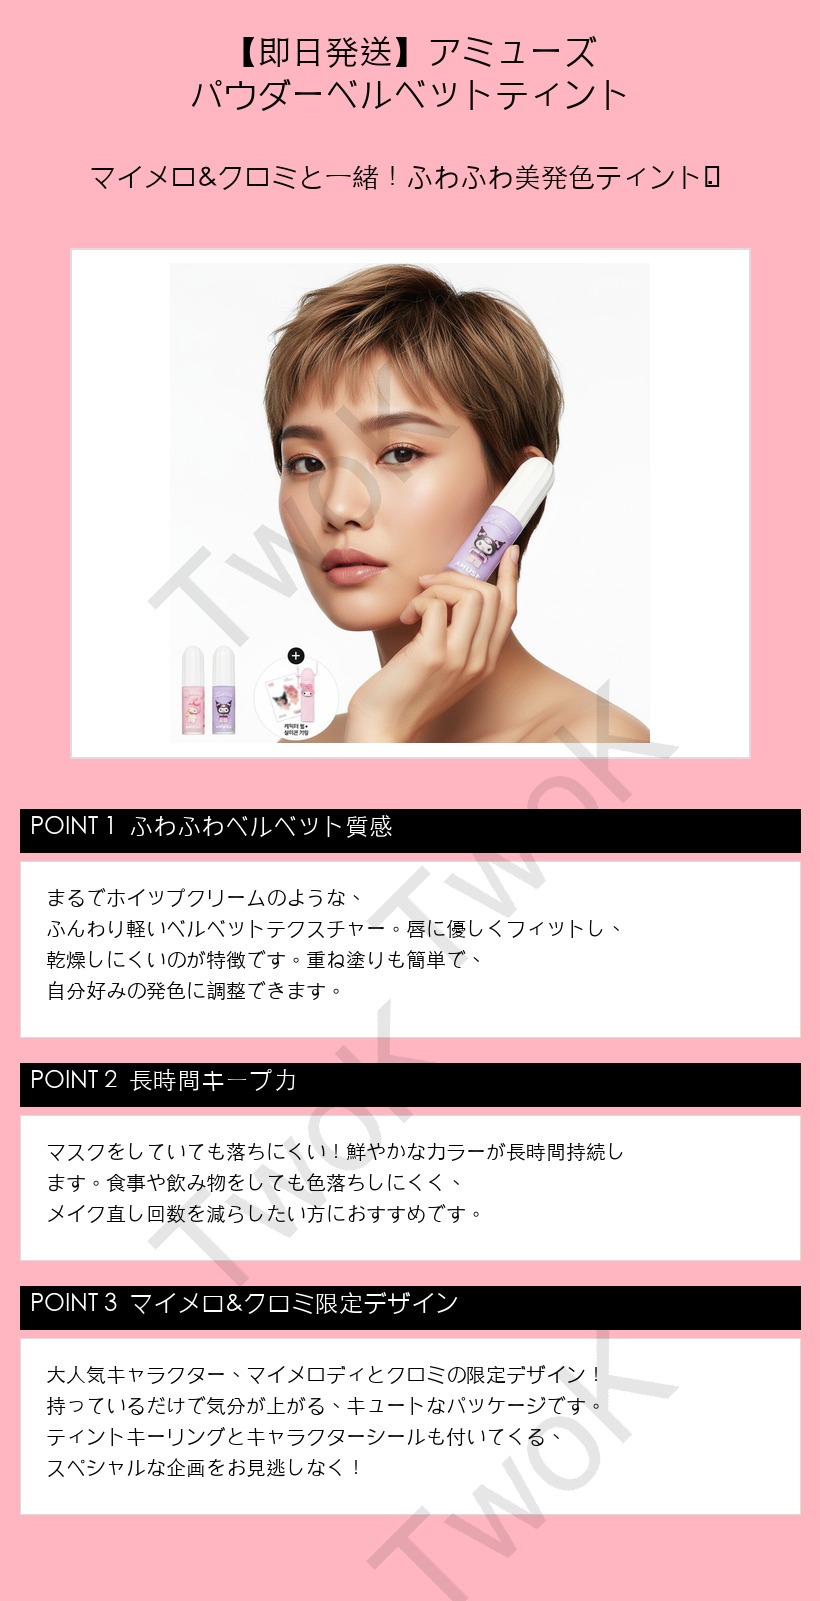 【即日発送】アミューズ
パウダーベルベットティント
マイメロ&クロミと一緒！ふわふわ美発色ティント
AMUSE
AMUSE
AMUSE
+
캐릭터 씰+
실리콘 키링
POINT 1 ふわふわベルベット質感
まるでホイップクリームのような、
ふんわり軽いベルベットテクスチャー。唇に優しくフィットし、
乾燥しにくいのが特徴です。重ね塗りも簡単で、
自分好みの発色に調整できます。
POINT 2 長時間キープ力
マスクをしていても落ちにくい！鮮やかなカラーが長時間持続し
ます。食事や飲み物をしても色落ちしにくく、
メイク直し回数を減らしたい方におすすめです。
POINT 3 マイメロ&クロミ限定デザイン
大人気キャラクター、マイメロディとクロミの限定デザイン！
持っているだけで気分が上がる、キュートなパッケージです。
ティントキーリングとキャラクターシールも付いてくる、
スペシャルな企画をお見逃しなく！
TwoK
TwoK
TwoK
TwoK